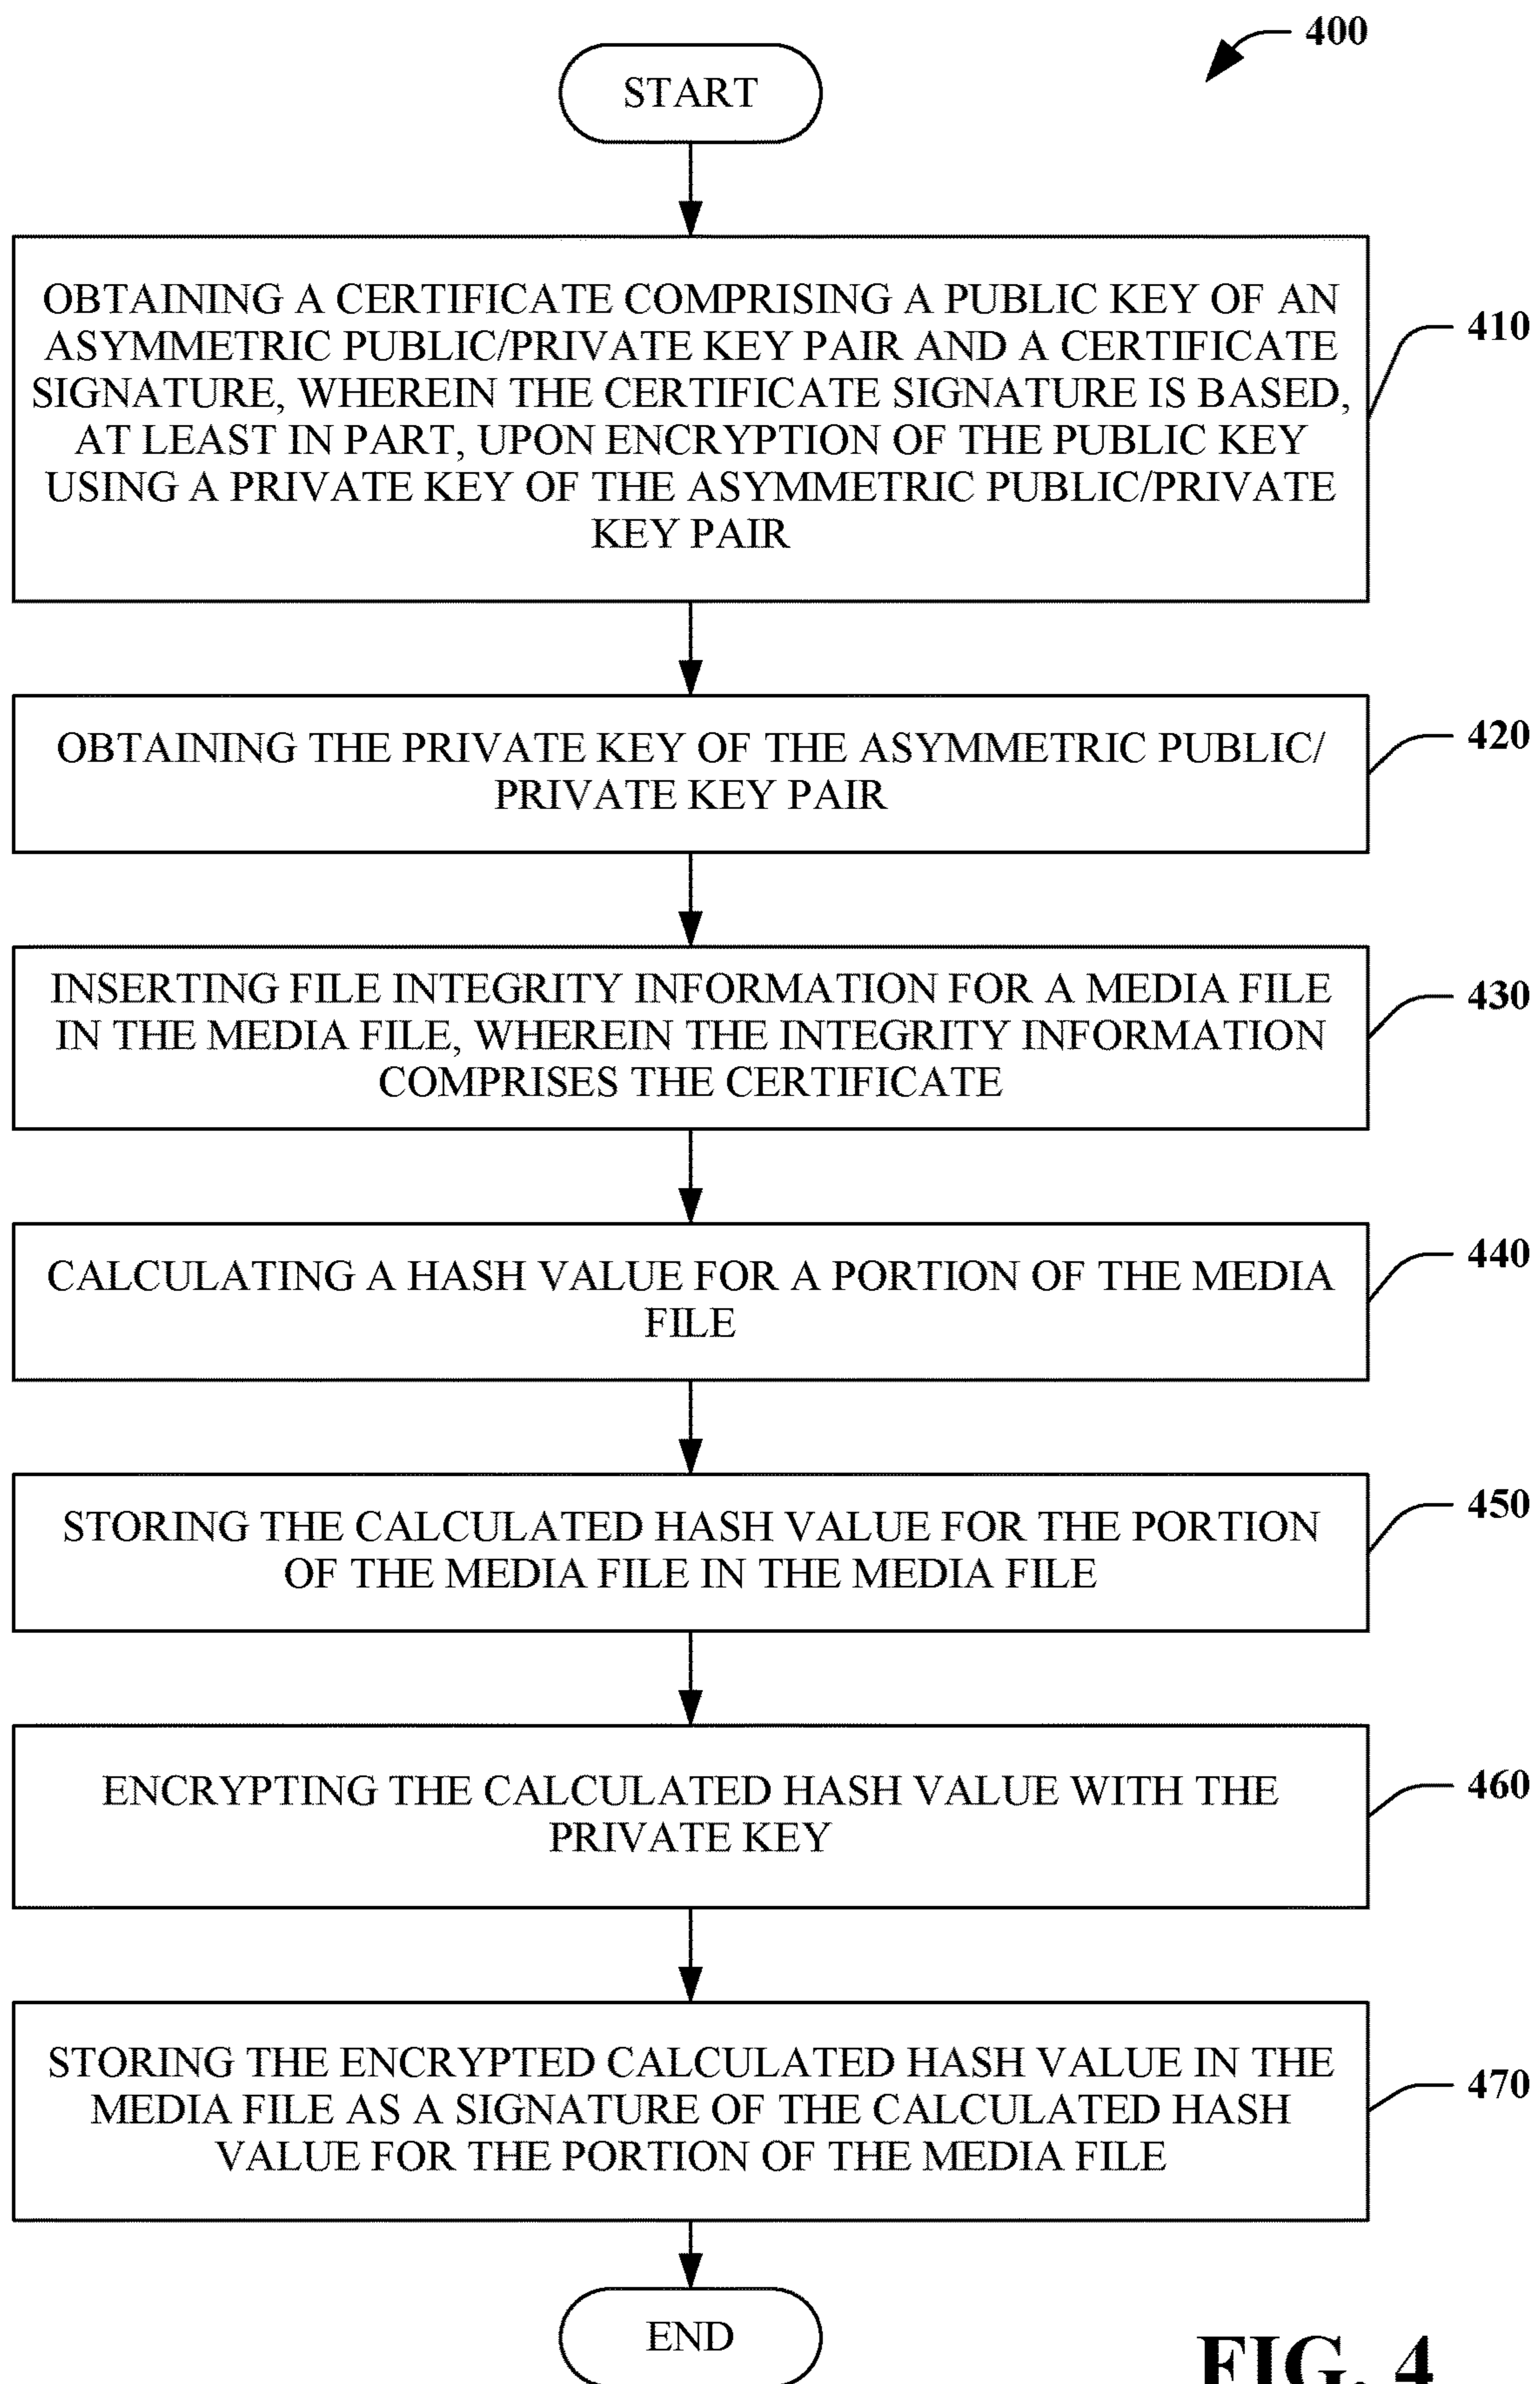 400
START
OBTAINING A CERTIFICATE COMPRISING A PUBLIC KEY OF AN
ASYMMETRIC PUBLIC/PRIVATE KEY PAIR AND A CERTIFICATE
SIGNATURE, WHEREIN THE CERTIFICATE SIGNATURE IS BASED,
AT LEAST IN PART, UPON ENCRYPTION OF THE PUBLIC KEY
USING A PRIVATE KEY OF THE ASYMMETRIC PUBLIC/PRIVATE
KEY PAIR
410
OBTAINING THE PRIVATE KEY OF THE ASYMMETRIC PUBLIC/
PRIVATE KEY PAIR
420
INSERTING FILE INTEGRITY INFORMATION FOR A MEDIA FILE
IN THE MEDIA FILE, WHEREIN THE INTEGRITY INFORMATION
COMPRISES THE CERTIFICATE
430
CALCULATING A HASH VALUE FOR A PORTION OF THE MEDIA
FILE
440
STORING THE CALCULATED HASH VALUE FOR THE PORTION
OF THE MEDIA FILE IN THE MEDIA FILE
450
ENCRYPTING THE CALCULATED HASH VALUE WITH THE
PRIVATE KEY
460
STORING THE ENCRYPTED CALCULATED HASH VALUE IN THE
MEDIA FILE AS A SIGNATURE OF THE CALCULATED HASH
VALUE FOR THE PORTION OF THE MEDIA FILE
470
END
FIG. 4